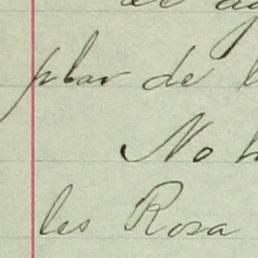 plar de l
No h
les Rosa